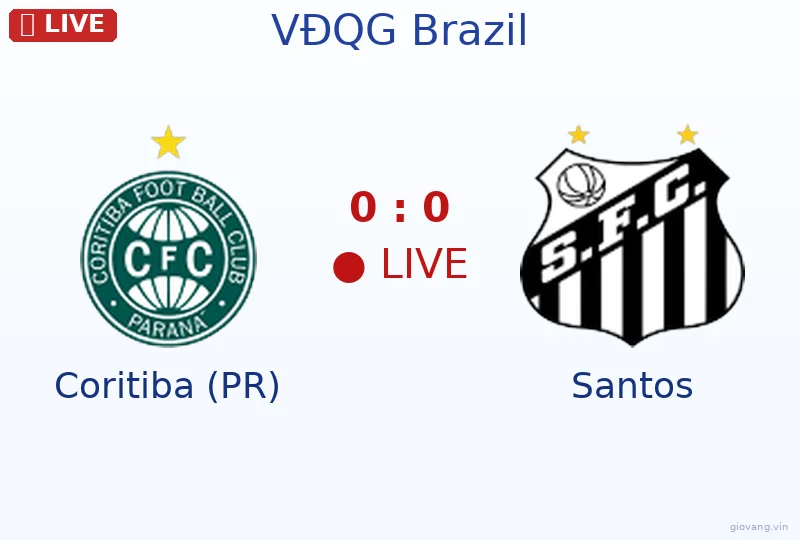 LIVE
VĐQG Brazil
CORITIBA FOOT BALL CLUB
CFC
PARANÁ
0 : 0
LIVE
S.F.C.
Coritiba (PR)
Santos
giovang.vin